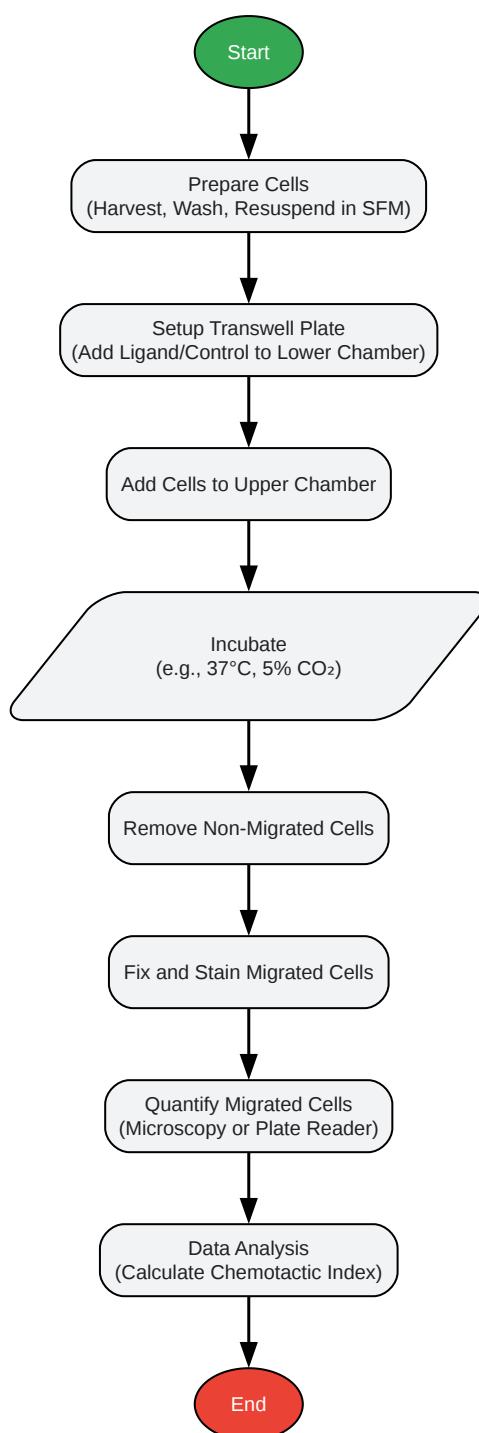 Start
Prepare Cells
(Harvest, Wash, Resuspend in SFM)
Setup Transwell Plate
(Add Ligand/Control to Lower Chamber)
Add Cells to Upper Chamber
Incubate
(e.g., 37°C, 5% CO₂)
Remove Non-Migrated Cells
Fix and Stain Migrated Cells
Quantify Migrated Cells
(Microscopy or Plate Reader)
Data Analysis
(Calculate Chemotactic Index)
End